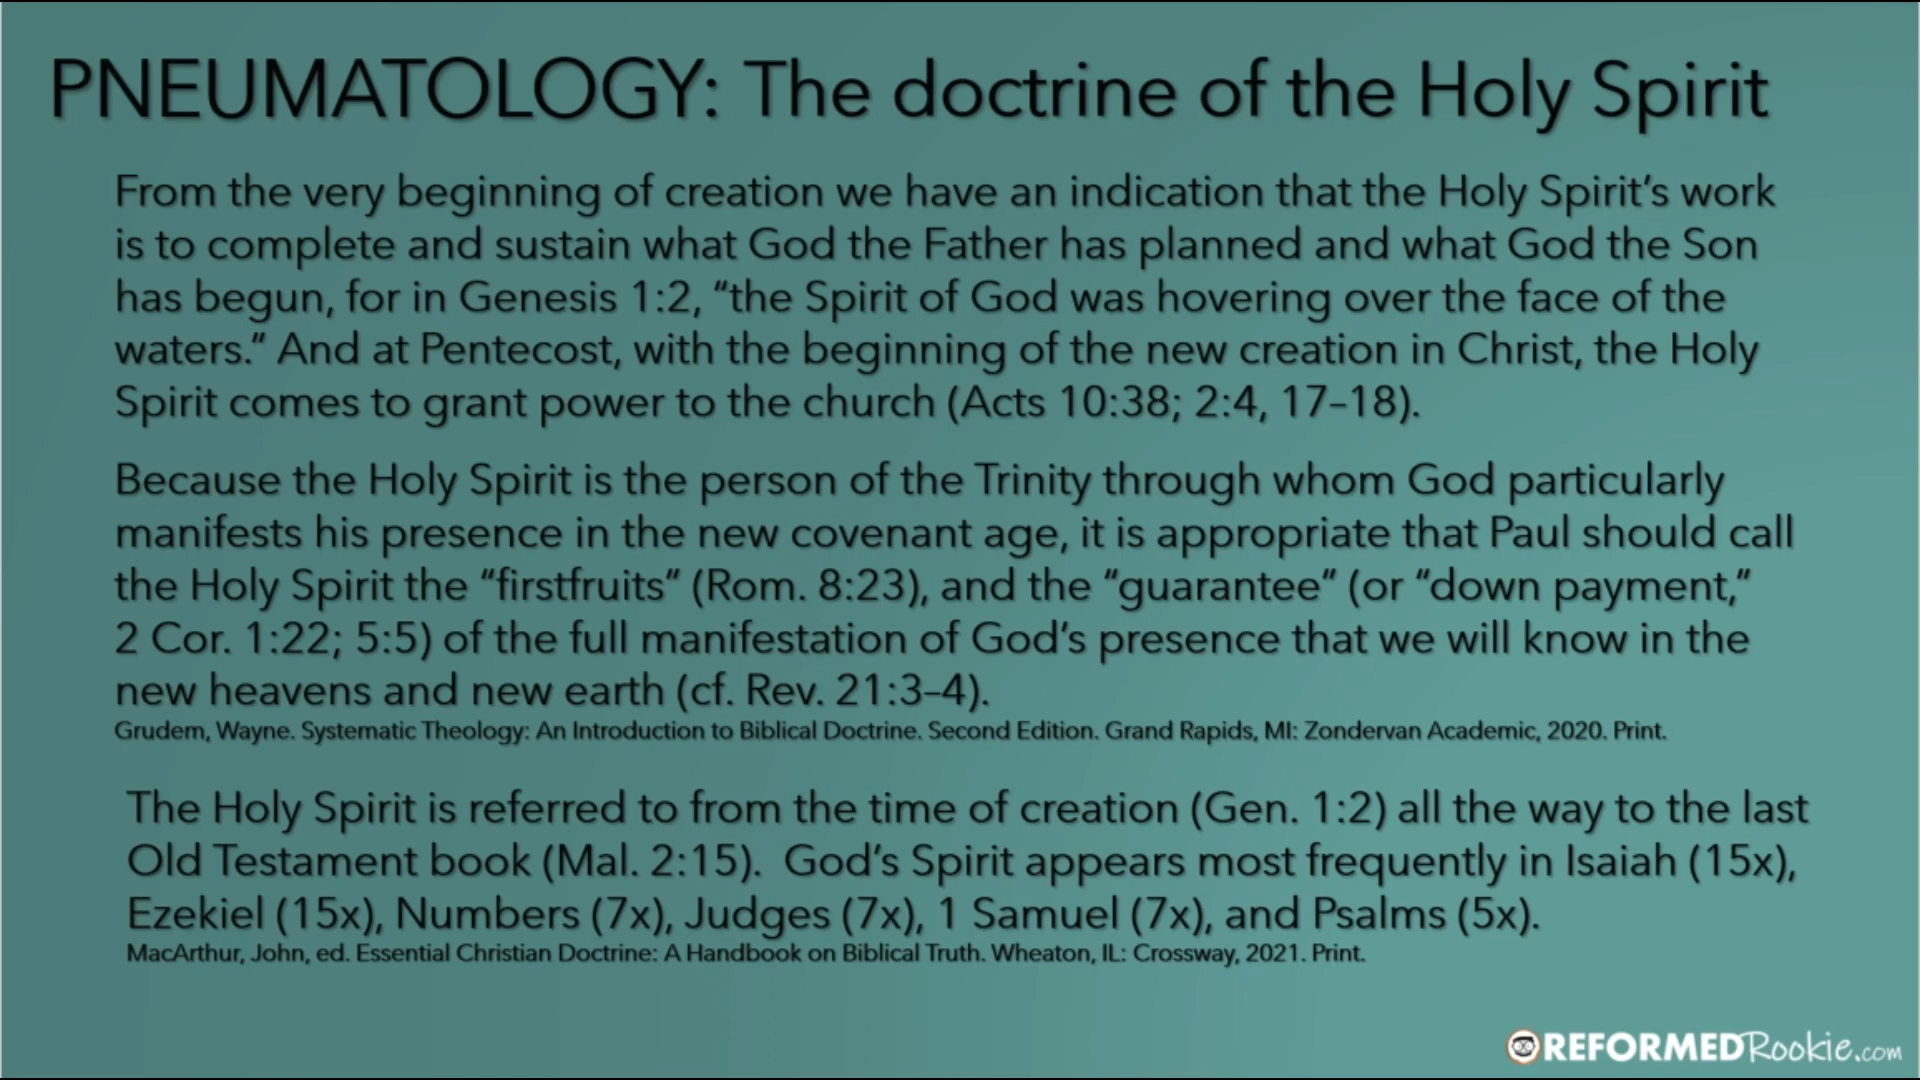 PNEUMATOLOGY: The doctrine of the Holy Spirit
From the very beginning of creation we have an indication that the Holy Spirit’s work
is to complete and sustain what God the Father has planned and what God the Son
has begun, for in Genesis 1:2, “the Spirit of God was hovering over the face of the
waters.” And at Pentecost, with the beginning of the new creation in Christ, the Holy
Spirit comes to grant power to the church (Acts 10:38; 2:4, 17–18).
Because the Holy Spirit is the person of the Trinity through whom God particularly
manifests his presence in the new covenant age, it is appropriate that Paul should call
the Holy Spirit the “firstfruits” (Rom. 8:23), and the “guarantee” (or “down payment,”
2 Cor. 1:22; 5:5) of the full manifestation of God’s presence that we will know in the
new heavens and new earth (cf. Rev. 21:3–4).
Grudem, Wayne. Systematic Theology: An Introduction to Biblical Doctrine. Second Edition. Grand Rapids, MI: Zondervan Academic, 2020. Print.
The Holy Spirit is referred to from the time of creation (Gen. 1:2) all the way to the last
Old Testament book (Mal. 2:15). God’s Spirit appears most frequently in Isaiah (15x),
Ezekiel (15x), Numbers (7x), Judges (7x), 1 Samuel (7x), and Psalms (5x).
MacArthur, John, ed. Essential Christian Doctrine: A Handbook on Biblical Truth. Wheaton, IL: Crossway, 2021. Print.
REFORMEDRookie.com